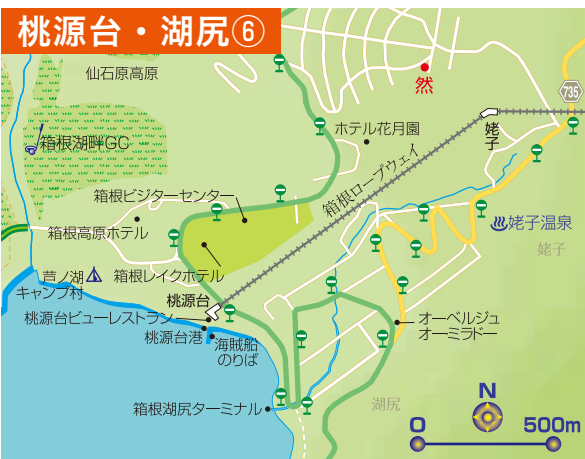 桃源台・湖尻⑥
仙石原高原
然
735
ホテル花月園
姥子
箱根湖畔GC
箱根ロープウェイ
箱根ビジターセンター
姥子温泉
箱根高原ホテル
姥子
芦ノ湖
キャンプ村
箱根レイクホテル
桃源台
桃源台ビューレストラン
オーベルジュ
オーミラドー
桃源台港
海賊船
のりば
箱根湖尻ターミナル
湖尻
N
0
500m